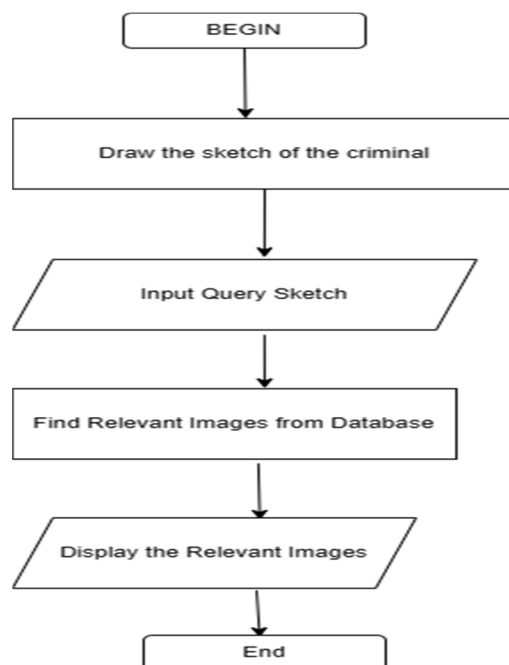 BEGIN
Draw the sketch of the criminal
Input Query Sketch
Find Relevant Images from Database
Display the Relevant Images
End